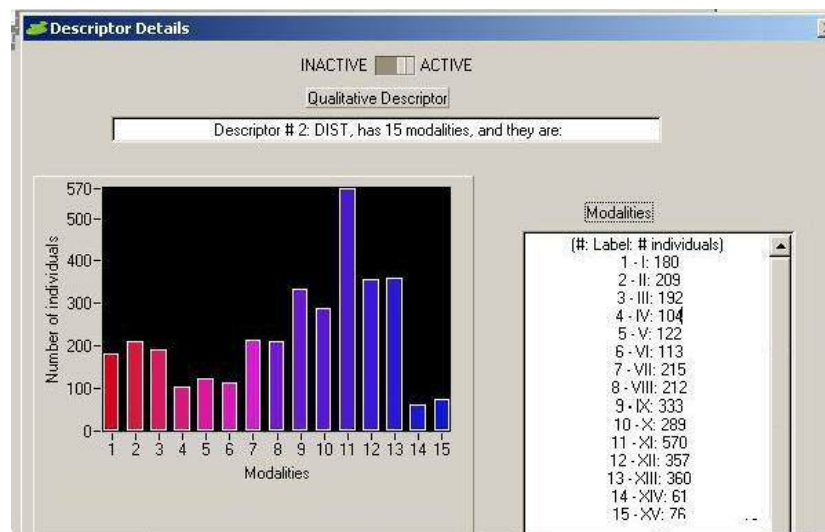 Descriptor Details
INACTIVE ACTIVE
Qualitative Descriptor
Descriptor # 2: DIST, has 15 modalities, and they are:
Number of individuals
570
500
400
300
200
100
0
1 2 3 4 5 6 7 8 9 10 11 12 13 14 15
Modalities
Modalities
(#: Label: # individuals)
1 - I: 180
2 - II: 209
3 - III: 192
4 - IV: 104
5 - V: 122
6 - VI: 113
7 - VII: 215
8 - VIII: 212
9 - IX: 333
10 - X: 289
11 - XI: 570
12 - XII: 357
13 - XIII: 360
14 - XIV: 61
15 - XV: 76